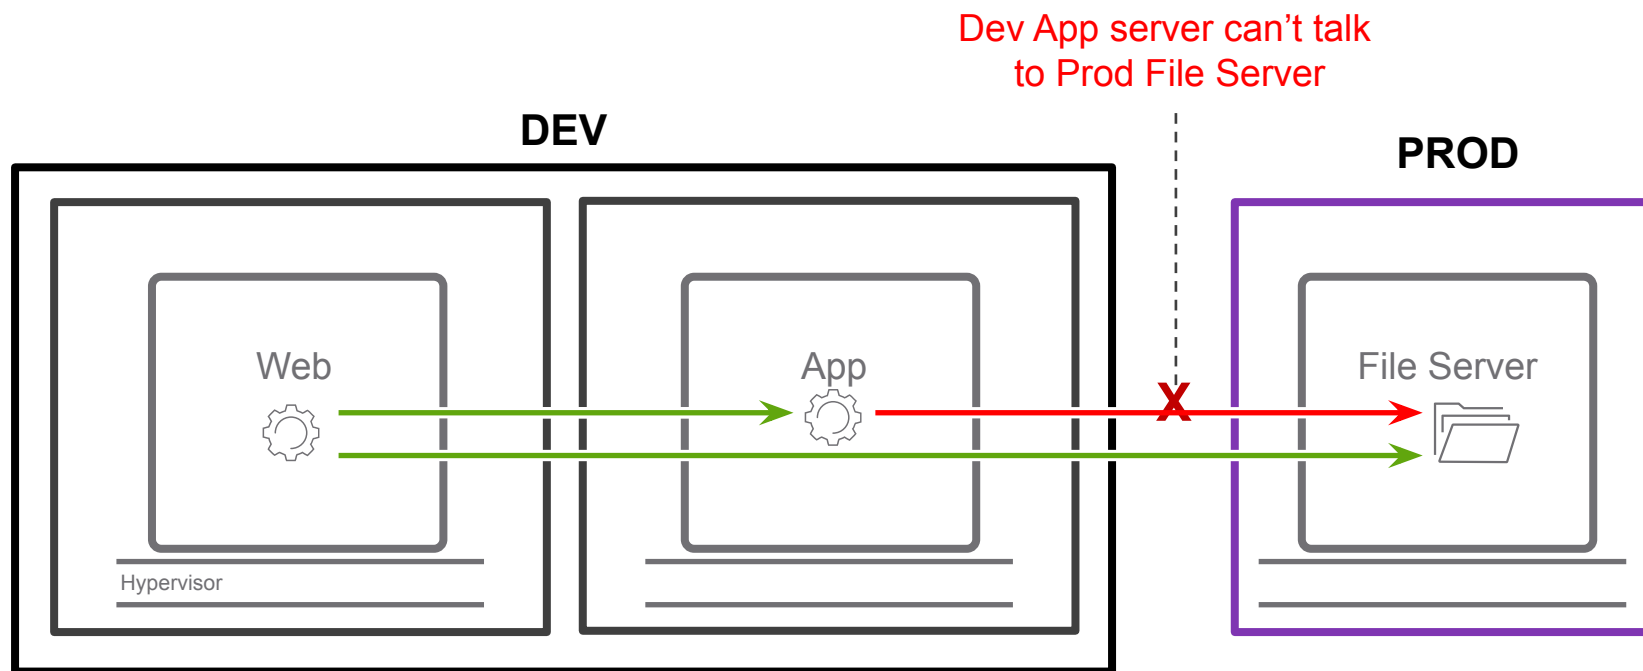 Dev App server can’t talk
to Prod File Server
DEV
PROD
Web
App
File Server
X
Hypervisor